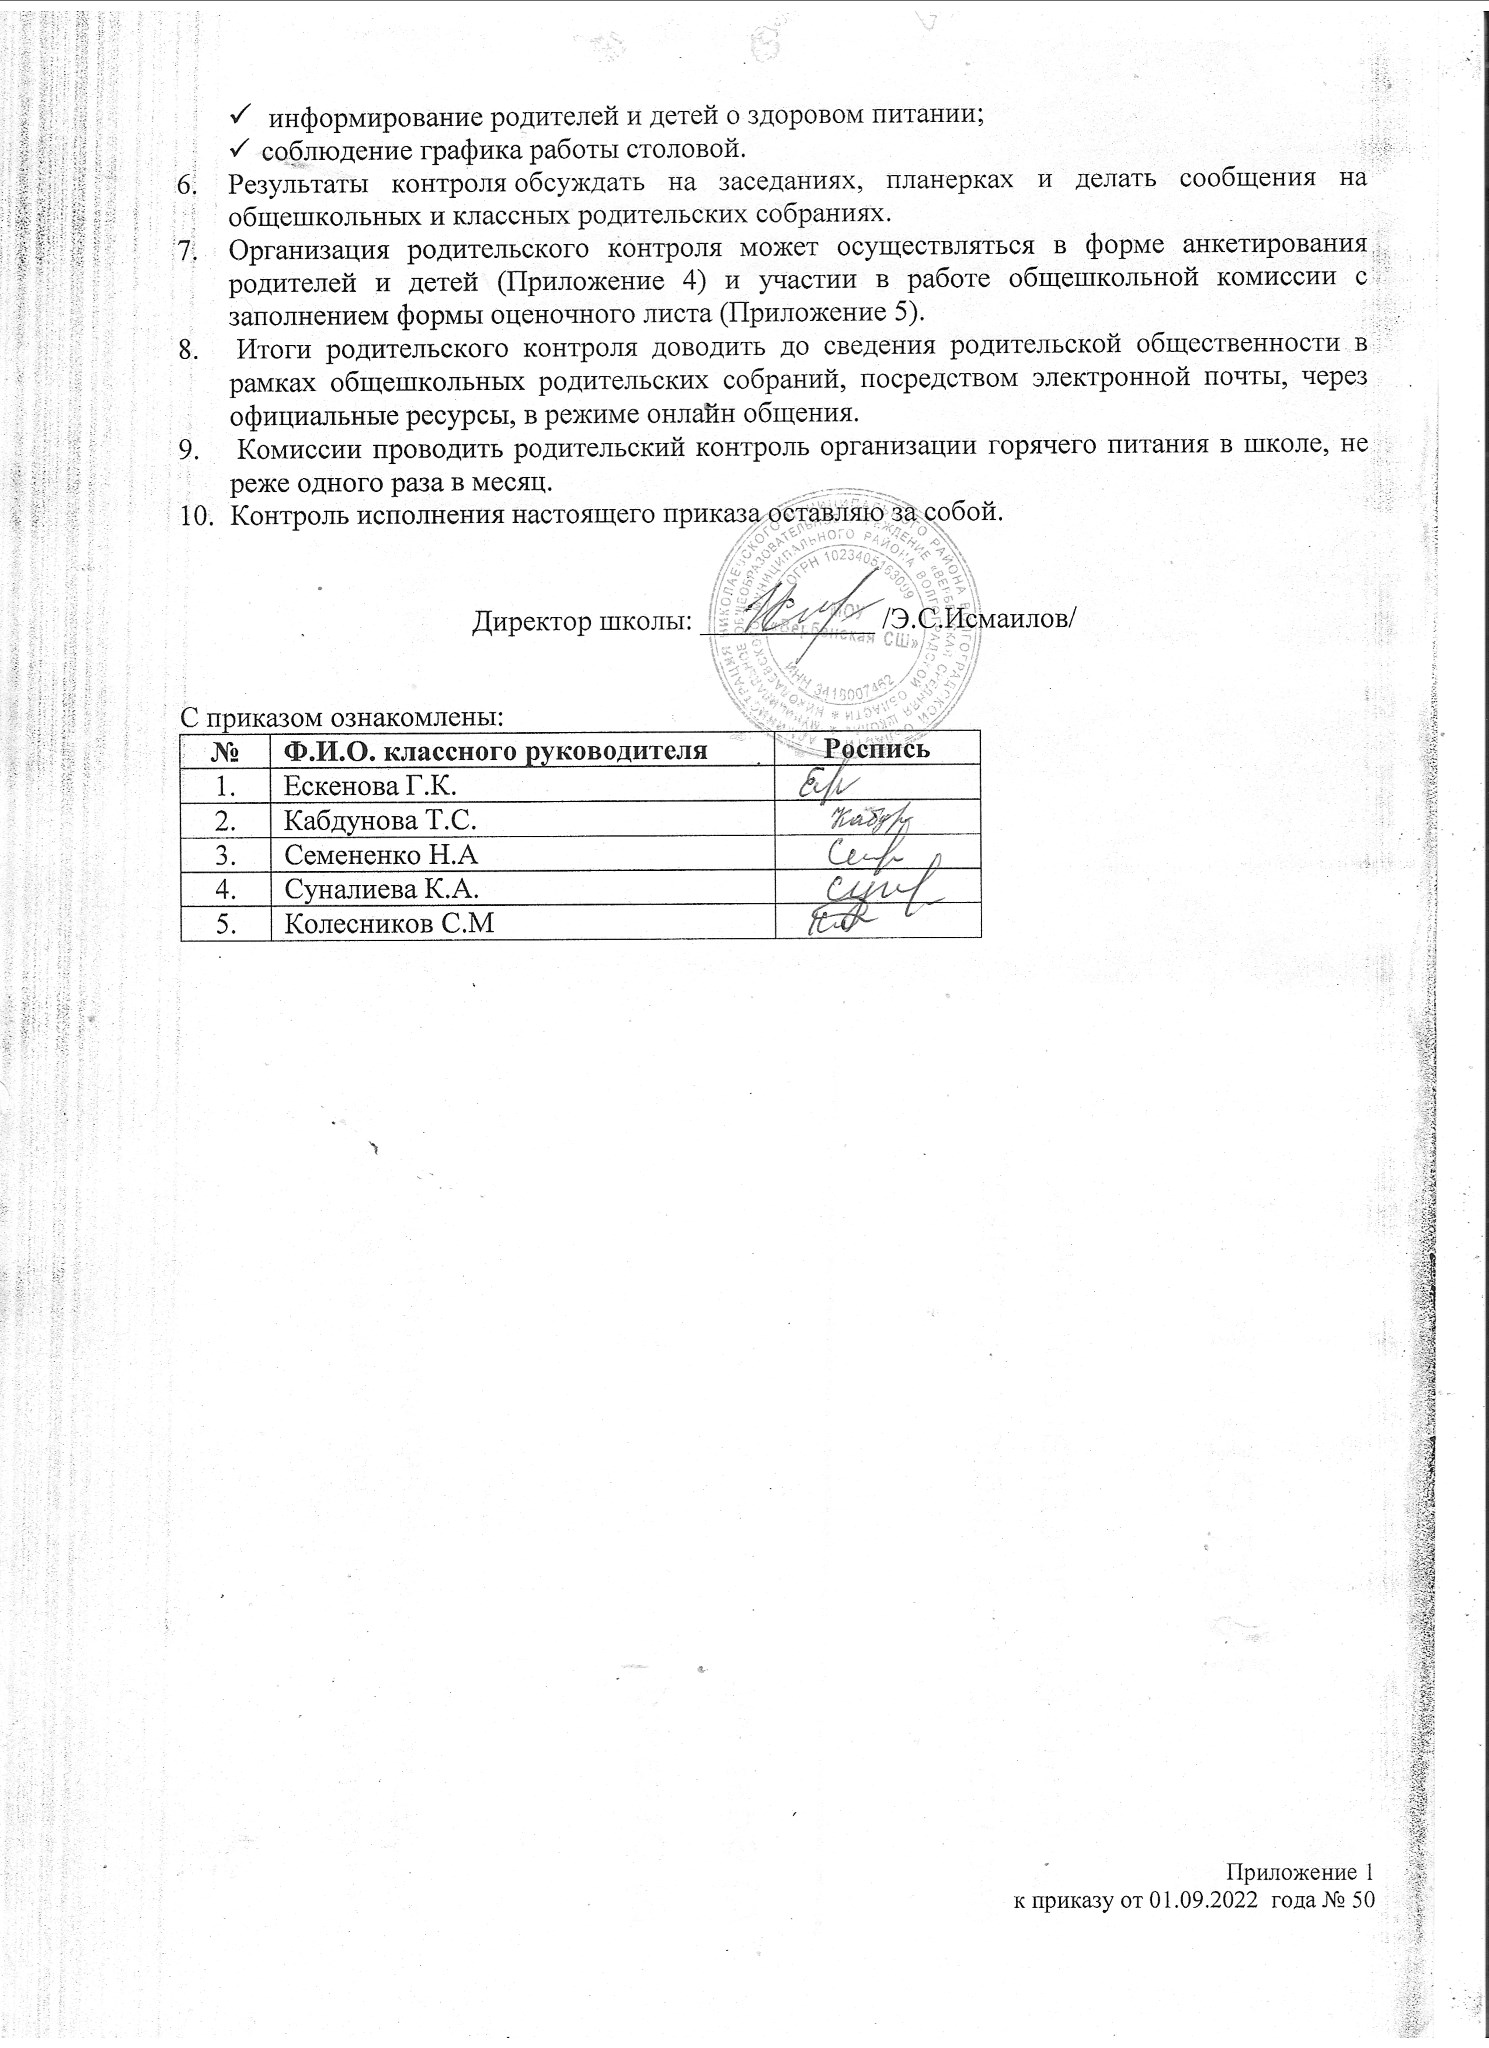 ✓ информирование родителей и детей о здоровом питании;
✓ соблюдение графика работы столовой.
6. Результаты контроля обсуждать на заседаниях, планерках и делать сообщения на
общешкольных и классных родительских собраниях.
7. Организация родительского контроля может осуществляться в форме анкетирования
родителей и детей (Приложение 4) и участии в работе общешкольной комиссии с
заполнением формы оценочного листа (Приложение 5).
8. Итоги родительского контроля доводить до сведения родительской общественности в
рамках общешкольных родительских собраний, посредством электронной почты, через
официальные ресурсы, в режиме онлайн общения.
9. Комиссии проводить родительский контроль организации горячего питания в школе, не
реже одного раза в месяц.
10. Контроль исполнения настоящего приказа оставляю за собой.
Директор школы: ____________ /Э.С.Исмаилов/
С приказом ознакомлены:
№ Ф.И.О. классного руководителя Роспись
1. Ескенова Г.К.
2. Кабдунова Т.С.
3. Семененко Н.А
4. Суналиева К.А.
5. Колесников С.М
Приложение 1
к приказу от 01.09.2022 года № 50